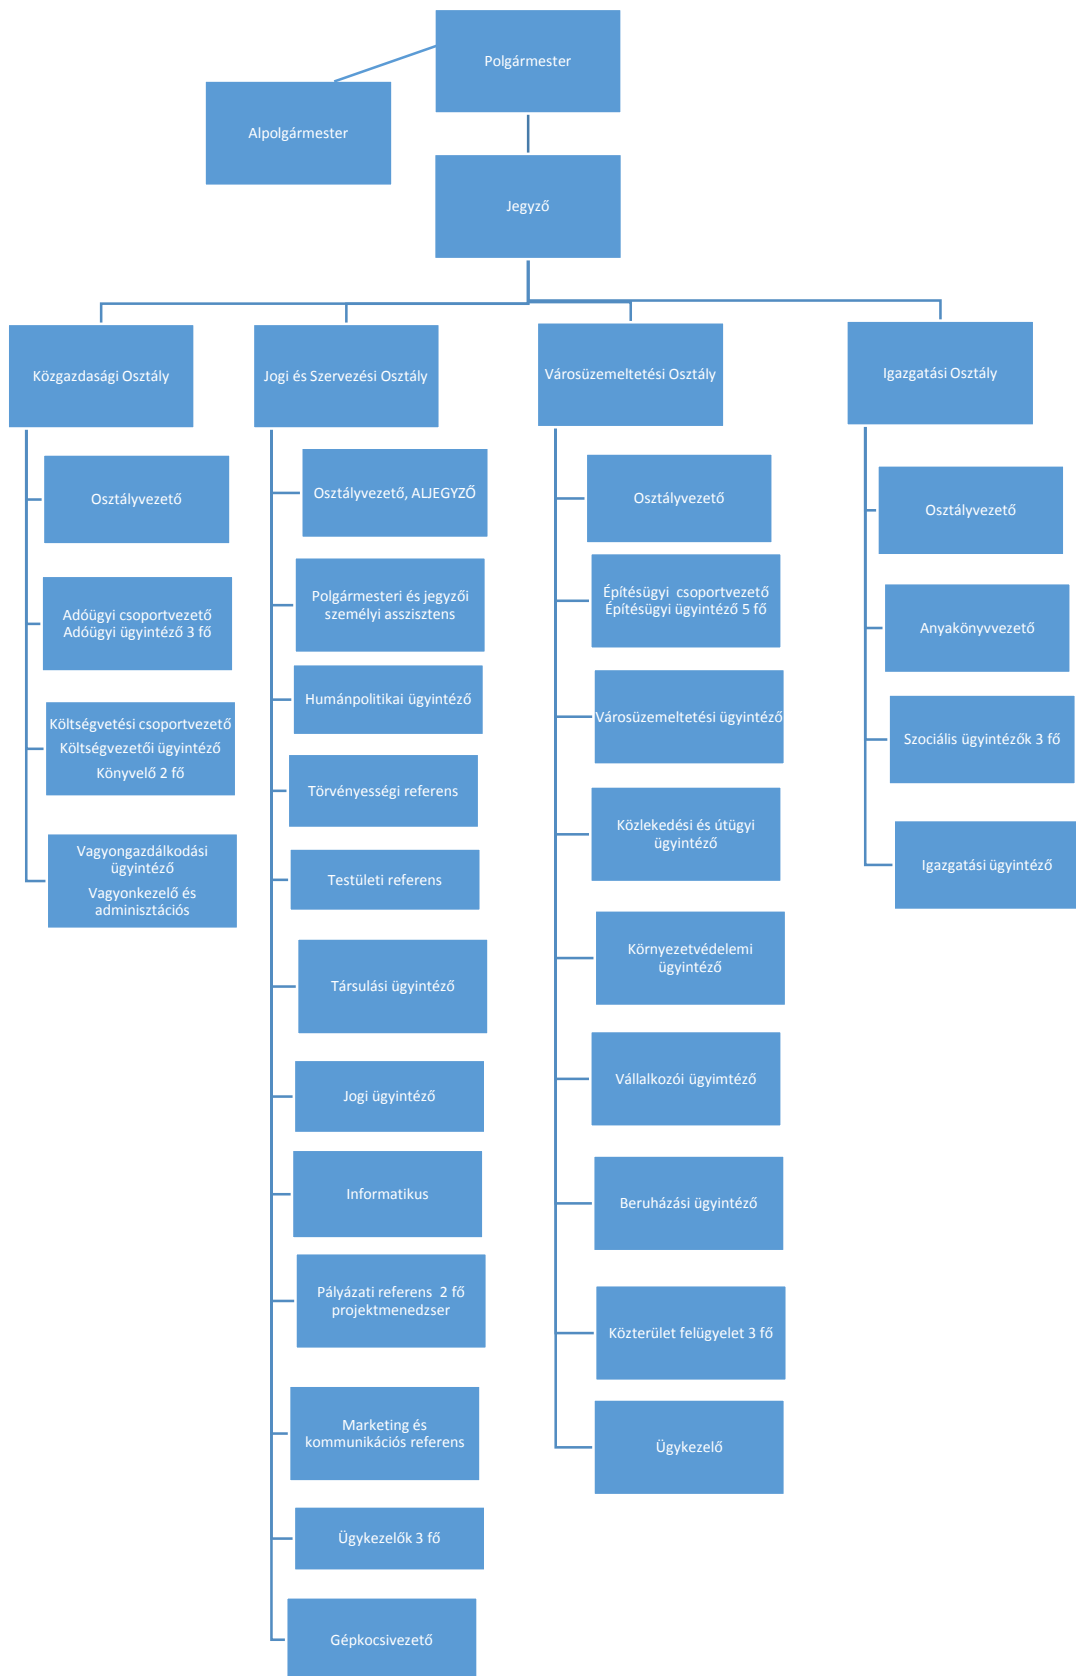 Polgármester
Alpolgármester
Jegyző
Közgazdasági Osztály
Osztályvezető
Adóügyi csoportvezető
Adóügyi ügyintéző 3 fő
Költségvetési csoportvezető
Költségvezetői ügyintéző
Könyvelő 2 fő
Vagyongazdálkodási
ügyintéző
Vagyonkezelő és
adminisztációs
Jogi és Szervezési Osztály
Osztályvezető, ALJEGYZŐ
Polgármesteri és jegyzői
személyi asszisztens
Humánpolitikai ügyintéző
Törvényességi referens
Testületi referens
Társulási ügyintéző
Jogi ügyintéző
Informatikus
Pályázati referens 2 fő
projektmenedzser
Marketing és
kommunikációs referens
Ügykezelők 3 fő
Gépkocsivezető
Városüzemeltetési Osztály
Osztályvezető
Építésügyi csoportvezető
Építésügyi ügyintéző 5 fő
Városüzemeltetési ügyintéző
Közlekedési és útügyi
ügyintéző
Környezetvédelemi
ügyintéző
Vállalkozói ügyimtéző
Beruházási ügyintéző
Közterület felügyelet 3 fő
Ügykezelő
Igazgatási Osztály
Osztályvezető
Anyakönyvvezető
Szociális ügyintézők 3 fő
Igazgatási ügyintéző